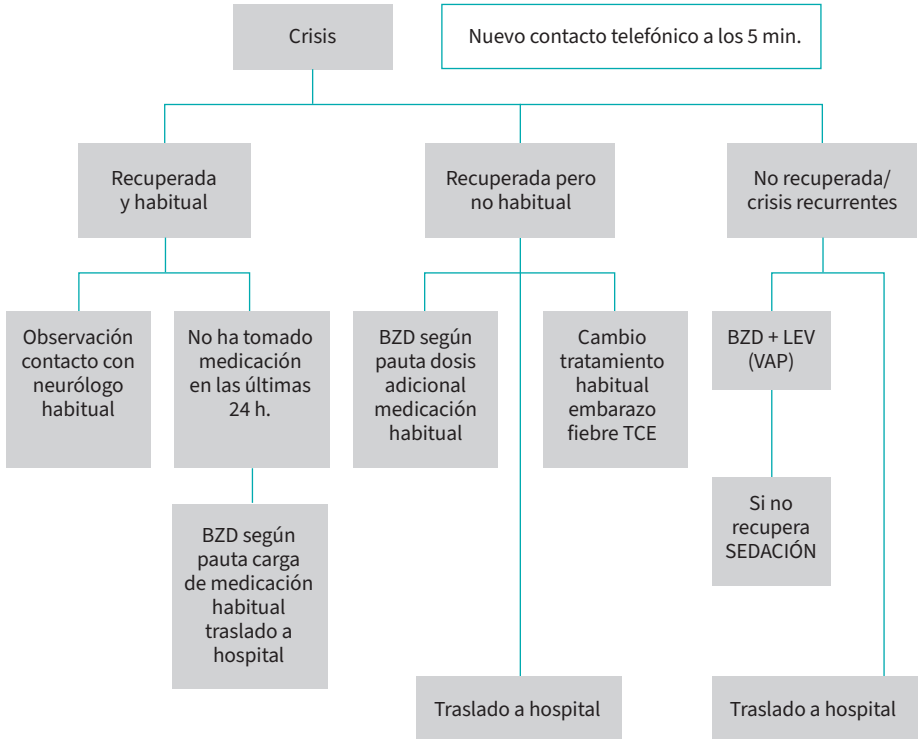 Crisis
Nuevo contacto telefónico a los 5 min.
Recuperada
y habitual
Recuperada pero
no habitual
No recuperada/
crisis recurrentes
Observación
contacto con
neurólogo
habitual
No ha tomado
medicación
en las últimas
24 h.
BZD según
pauta dosis
adicional
medicación
habitual
Cambio
tratamiento
habitual
embarazo
fiebre TCE
BZD + LEV
(VAP)
BZD según
pauta carga
de medicación
habitual
traslado a
hospital
Si no
recupera
SEDACIÓN
Traslado a hospital
Traslado a hospital